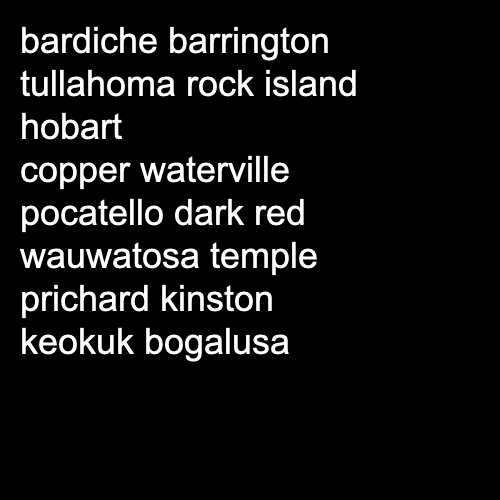 bardiche barrington
tullahoma rock island
hobart
copper waterville
pocatello dark red
wauwatosa temple
prichard kinston
keokuk bogalusa